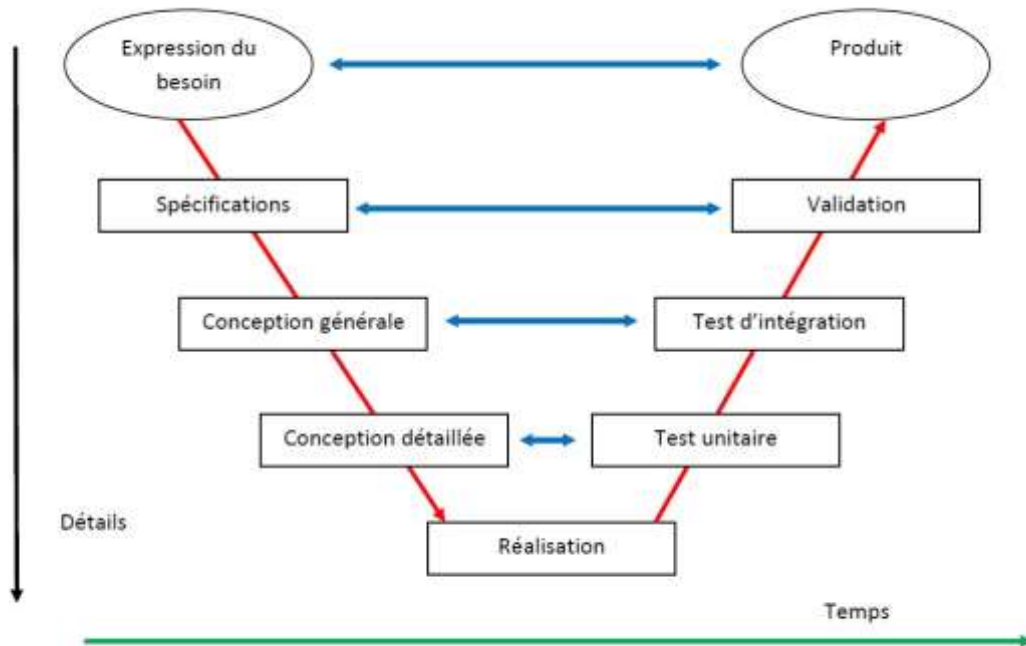 Expression du
besoin
Produit
Spécifications
Validation
Conception générale
Test d'intégration
Conception détaillée
Test unitaire
Détails
Réalisation
Temps